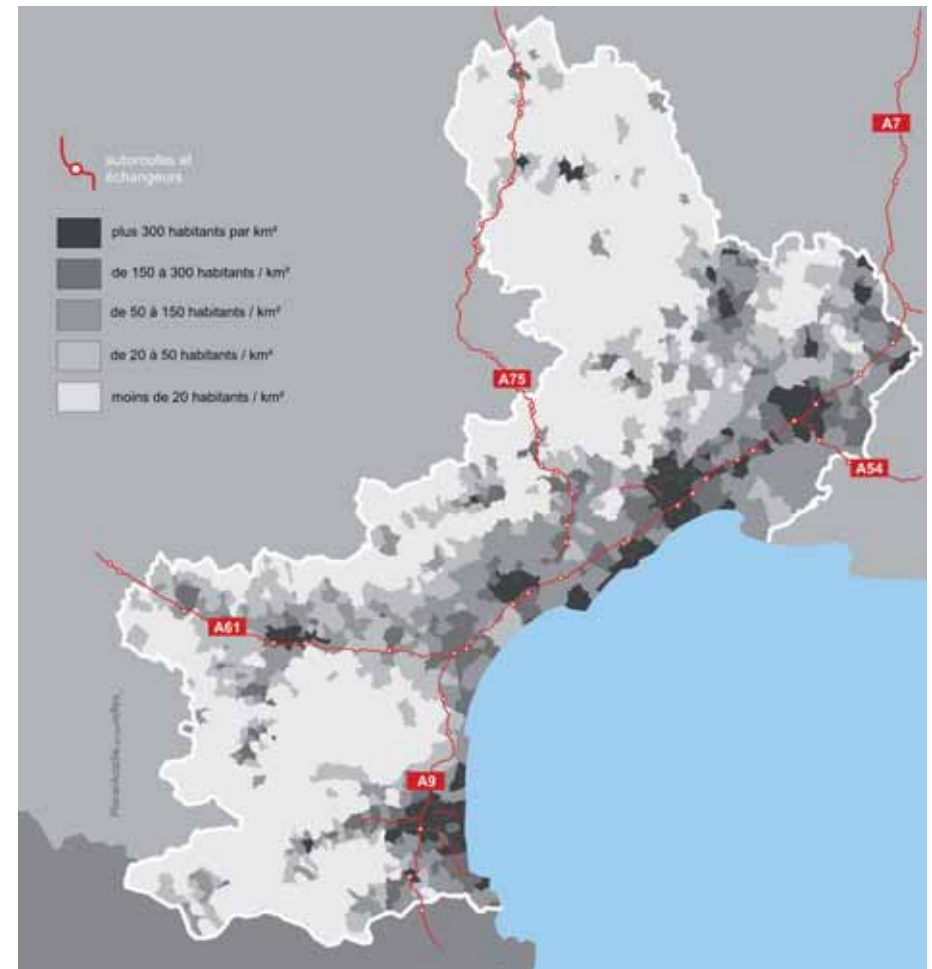 autoroutes et
échangeurs
plus 300 habitants par km²
de 150 à 300 habitants / km²
de 50 à 150 habitants / km²
de 20 à 50 habitants / km²
moins de 20 habitants / km²
A7
A75
A54
A61
A9